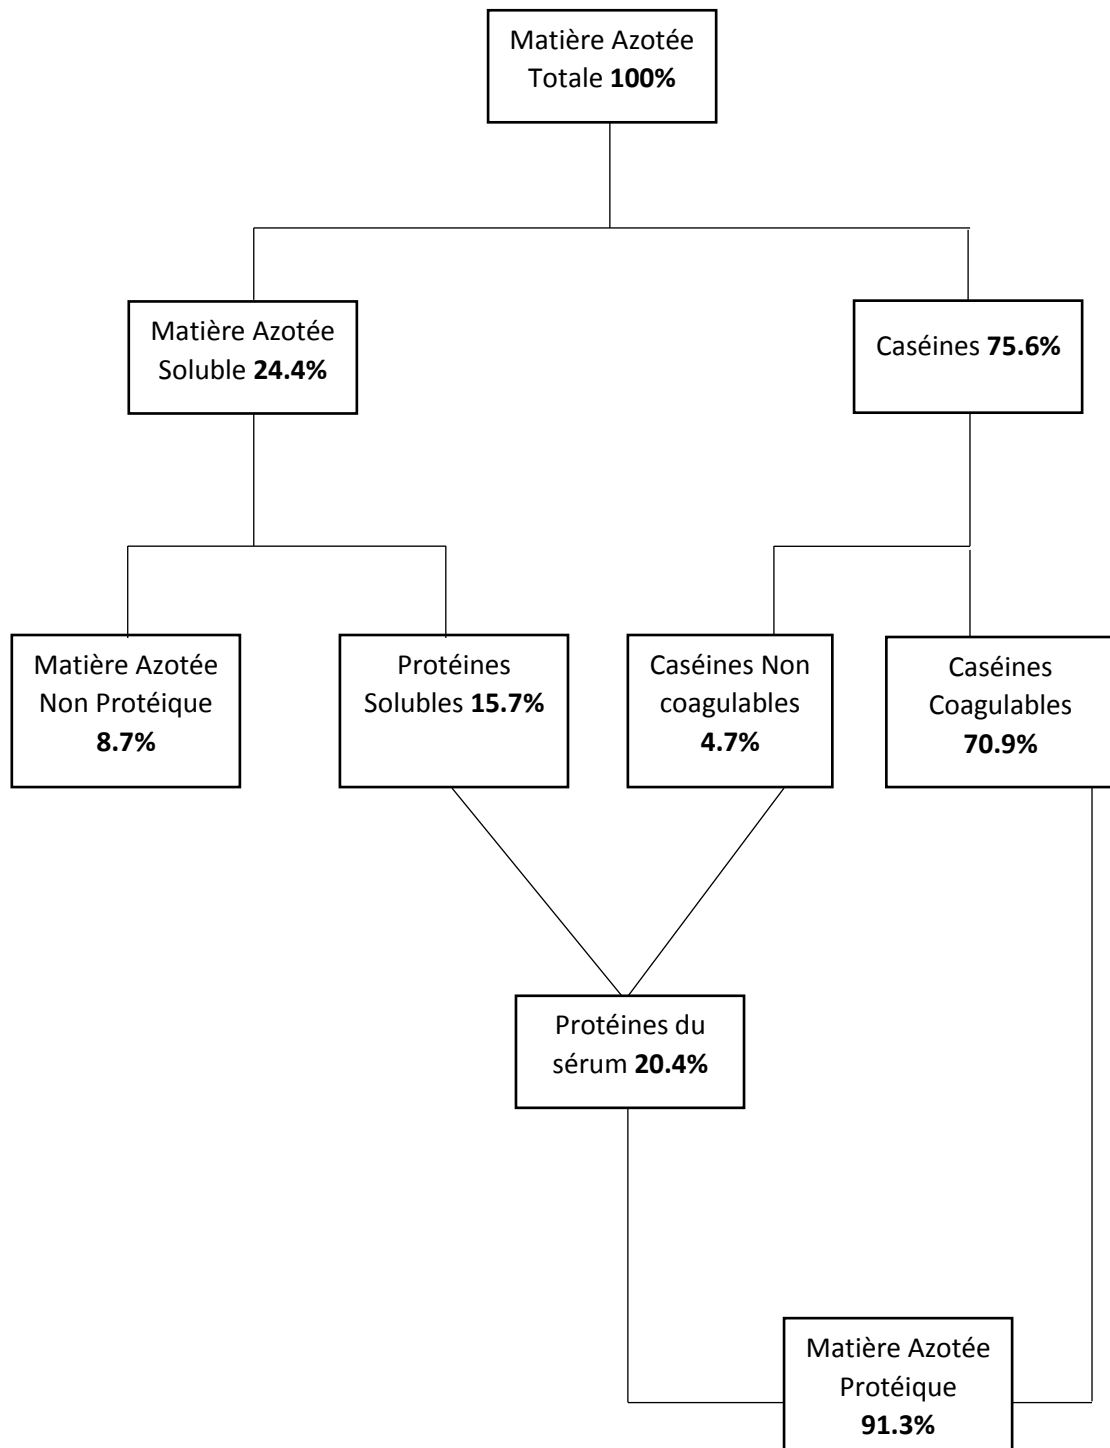 Matière Azotée
Totale 100%
Matière Azotée
Soluble 24.4%
Caséines 75.6%
Matière Azotée
Non Protéique
8.7%
Protéines
Solubles 15.7%
Caséines Non
coagulables
4.7%
Caséines
Coagulables
70.9%
Protéines du
sérum 20.4%
Matière Azotée
Protéique
91.3%